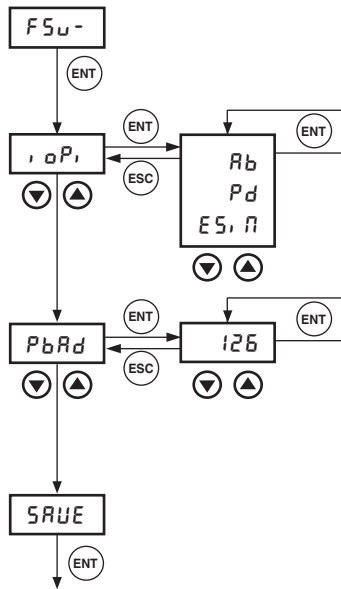 FSu-
ENT
ENT
ioPi
ESC
Ab
Pd
ESiM
ENT
ENT
PbAd
ESC
126
ENT
SAUE
ENT